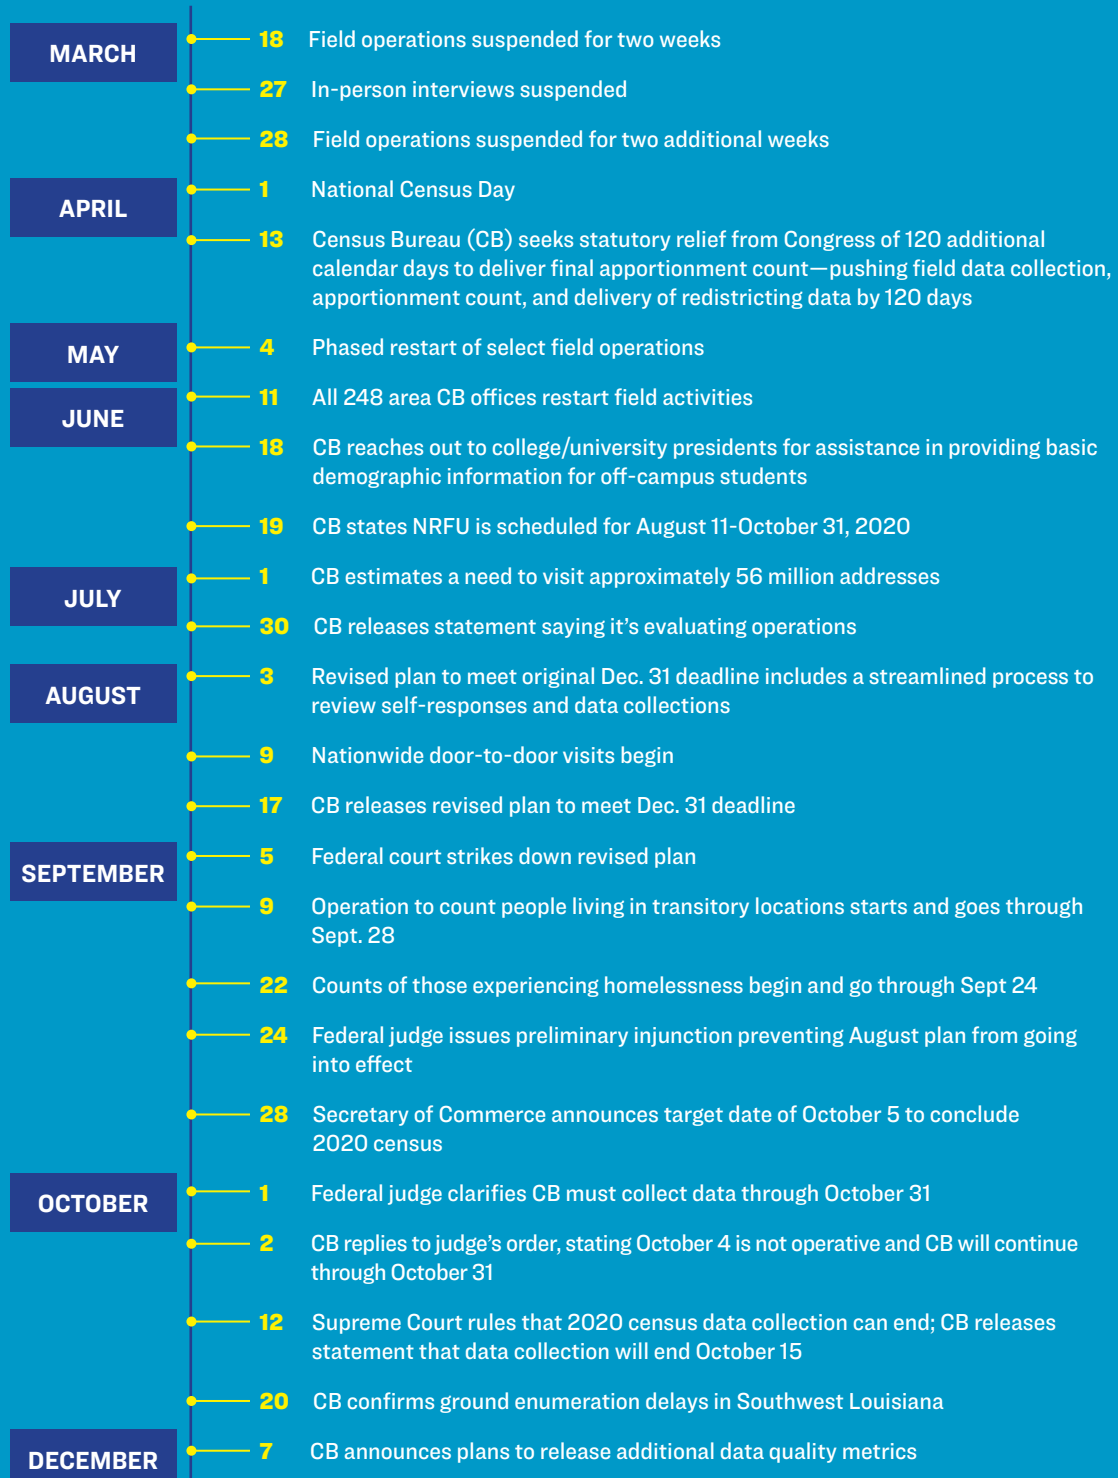 MARCH
18 Field operations suspended for two weeks
27 In-person interviews suspended
28 Field operations suspended for two additional weeks
APRIL
1 National Census Day
13 Census Bureau (CB) seeks statutory relief from Congress of 120 additional
calendar days to deliver final apportionment count—pushing field data collection,
apportionment count, and delivery of redistricting data by 120 days
MAY
4 Phased restart of select field operations
JUNE
11 All 248 area CB offices restart field activities
18 CB reaches out to college/university presidents for assistance in providing basic
demographic information for off-campus students
19 CB states NRFU is scheduled for August 11-October 31, 2020
JULY
1 CB estimates a need to visit approximately 56 million addresses
30 CB releases statement saying it's evaluating operations
AUGUST
3 Revised plan to meet original Dec. 31 deadline includes a streamlined process to
review self-responses and data collections
9 Nationwide door-to-door visits begin
17 CB releases revised plan to meet Dec. 31 deadline
SEPTEMBER
5 Federal court strikes down revised plan
9 Operation to count people living in transitory locations starts and goes through
Sept. 28
22 Counts of those experiencing homelessness begin and go through Sept 24
24 Federal judge issues preliminary injunction preventing August plan from going
into effect
28 Secretary of Commerce announces target date of October 5 to conclude
2020 census
OCTOBER
1 Federal judge clarifies CB must collect data through October 31
2 CB replies to judge's order, stating October 4 is not operative and CB will continue
through October 31
12 Supreme Court rules that 2020 census data collection can end; CB releases
statement that data collection will end October 15
20 CB confirms ground enumeration delays in Southwest Louisiana
DECEMBER
7 CB announces plans to release additional data quality metrics